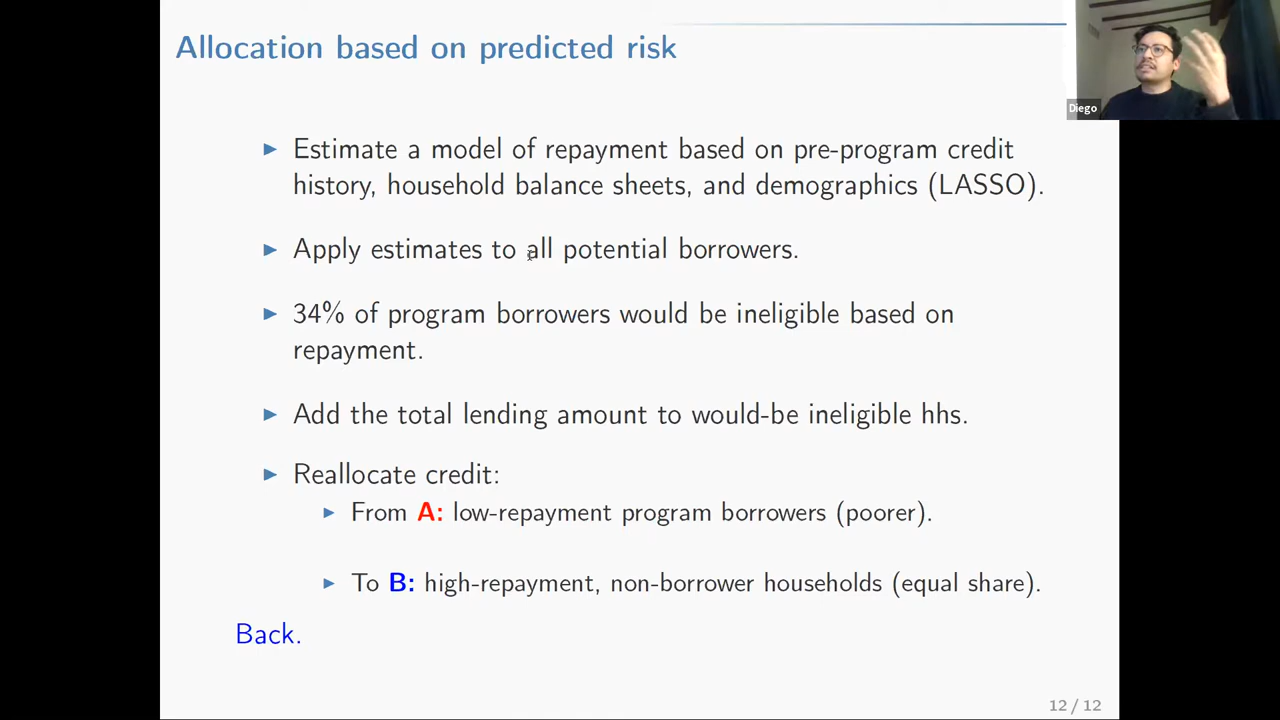 Allocation based on predicted risk
Diego
▶ Estimate a model of repayment based on pre-program credit
history, household balance sheets, and demographics (LASSO).
▶ Apply estimates to all potential borrowers.
▶ 34% of program borrowers would be ineligible based on
repayment.
▶ Add the total lending amount to would-be ineligible hhs.
▶ Reallocate credit:
▶ From A: low-repayment program borrowers (poorer).
▶ To B: high-repayment, non-borrower households (equal share).
Back.
12 / 12